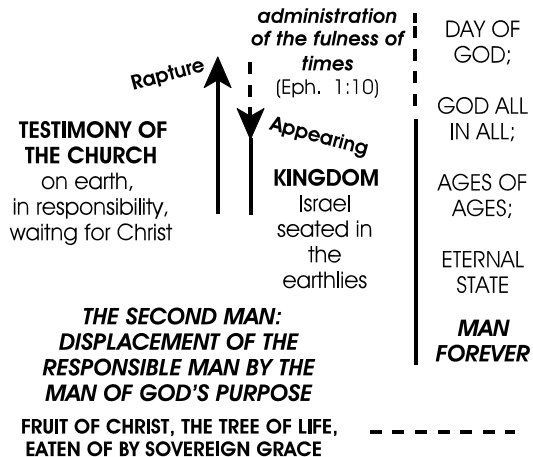 administration
of the fulness of
times
(Eph. 1:10)
Rapture
Appearing
TESTIMONY OF
THE CHURCH
on earth,
in responsibility,
waitng for Christ
KINGDOM
Israel
seated in
the
earthlies
DAY OF
GOD;
GOD ALL
IN ALL;
AGES OF
AGES;
ETERNAL
STATE
MAN
FOREVER
THE SECOND MAN:
DISPLACEMENT OF THE
RESPONSIBLE MAN BY THE
MAN OF GOD'S PURPOSE
FRUIT OF CHRIST, THE TREE OF LIFE,
EATEN OF BY SOVEREIGN GRACE